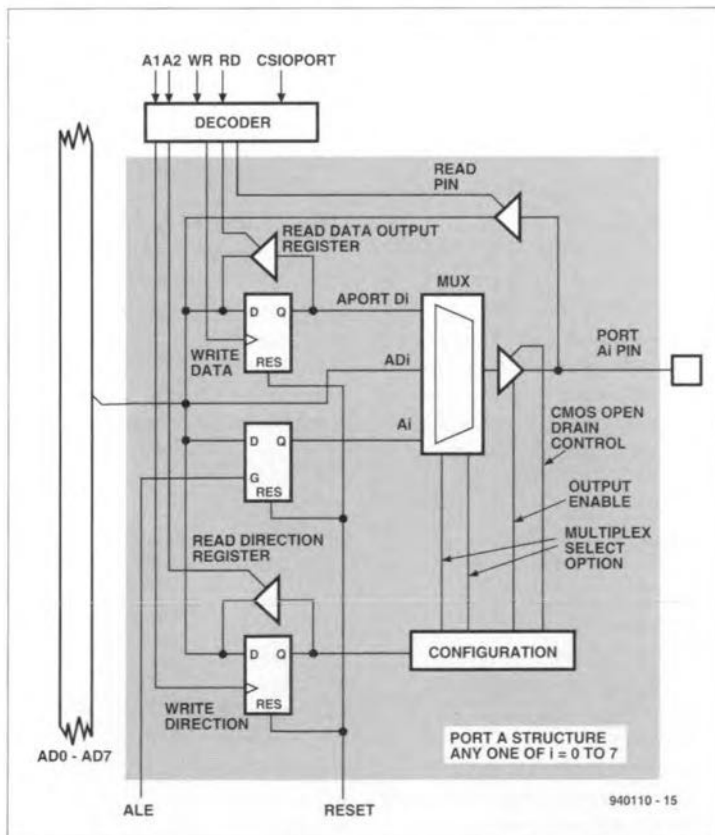 A1 A2 WR RD CSIOPORT
DECODER
READ
PIN
READ DATA OUTPUT
REGISTER
MUX
D Q
APORT Di
WRITE
DATA
RES
ADi
PORT
Ai PIN
D Q
Ai
G
RES
CMOS OPEN
DRAIN
CONTROL
OUTPUT
ENABLE
READ DIRECTION
REGISTER
MULTIPLEX
SELECT
OPTION
D Q
CONFIGURATION
WRITE
DIRECTION
RES
PORT A STRUCTURE
ANY ONE OF i = 0 TO 7
AD0 - AD7
ALE
RESET
940110 - 15